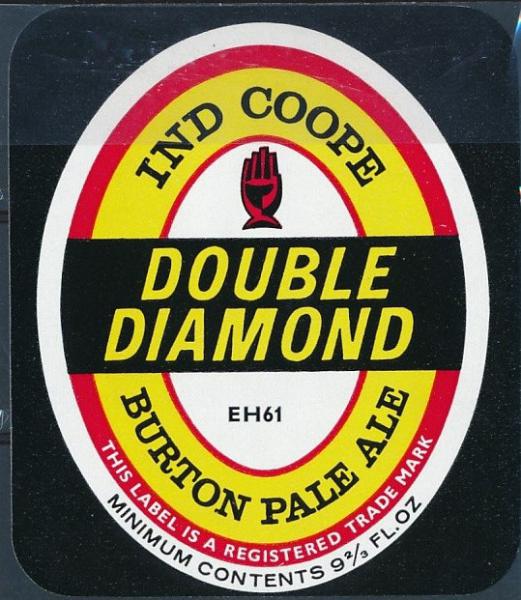 IND COOPE
DOUBLE
DIAMOND
EH61
BURTON PALE ALE
THIS LABEL IS A REGISTERED TRADE MARK
MINIMUM CONTENTS 9⅔ FL.OZ